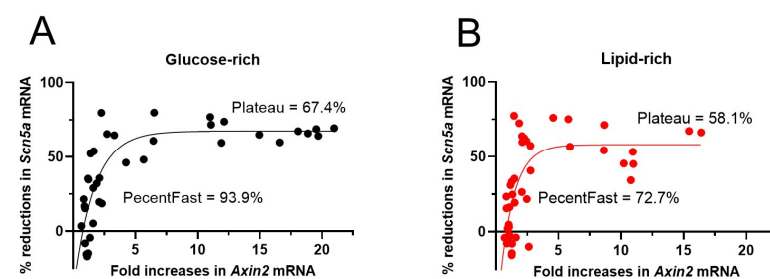 A
Glucose-rich
% reductions in Scn5a mRNA
100
50
0
Plateau = 67.4%
PecentFast = 93.9%
5
10
15
20
Fold increases in Axin2 mRNA
B
Lipid-rich
% reductions in Scn5a mRNA
100
50
0
Plateau = 58.1%
PecentFast = 72.7%
5
10
15
20
Fold increases in Axin2 mRNA